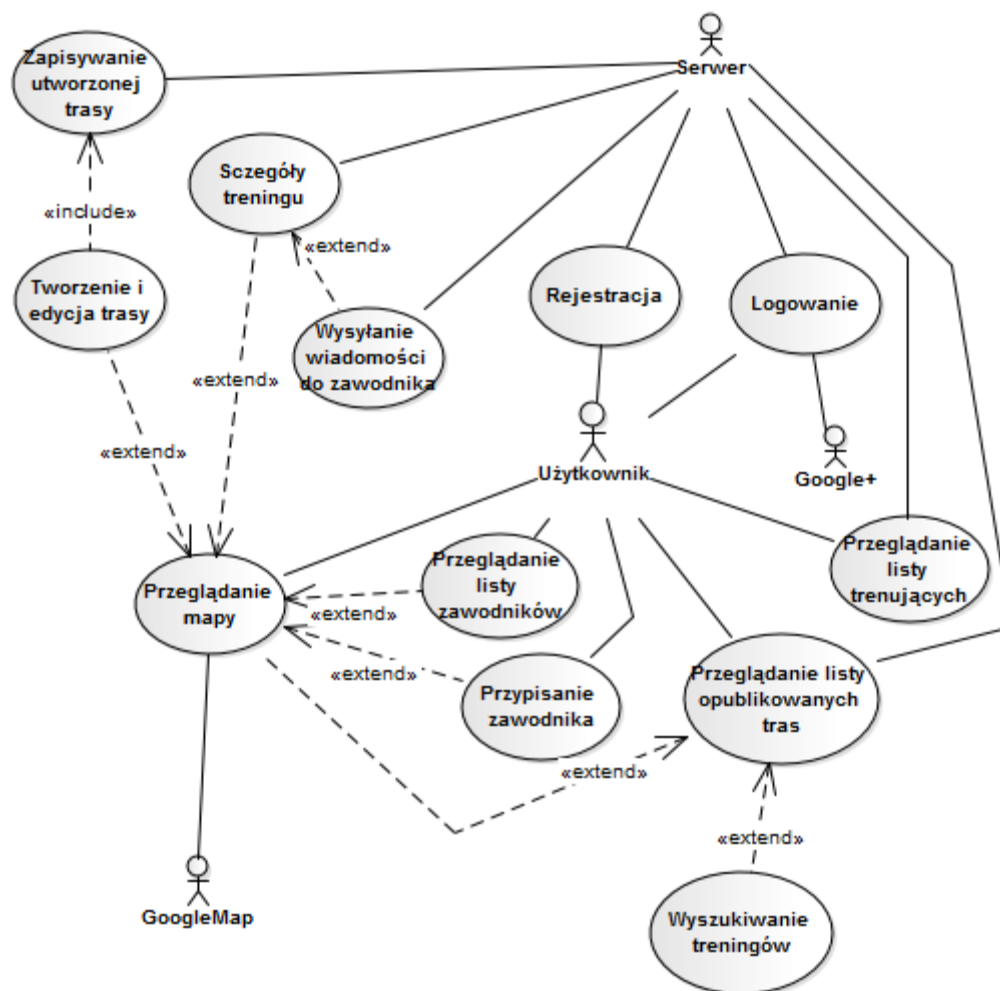 Serwer
Zapisywanie
utworzonej
trasy
Sczegóły
treningu
«include»
«extend»
Tworzenie i
edycja trasy
Rejestracja
Logowanie
Wysyłanie
wiadomości
do zawodnika
«extend»
«extend»
Użytkownik
Google+
Przeglądanie
mapy
Przeglądanie
listy
zawodników
Przeglądanie
listy
trenujących
«extend»
«extend»
Przypisanie
zawodnika
Przeglądanie listy
opublikowanych
tras
«extend»
«extend»
GoogleMap
Wyszukiwanie
treningów